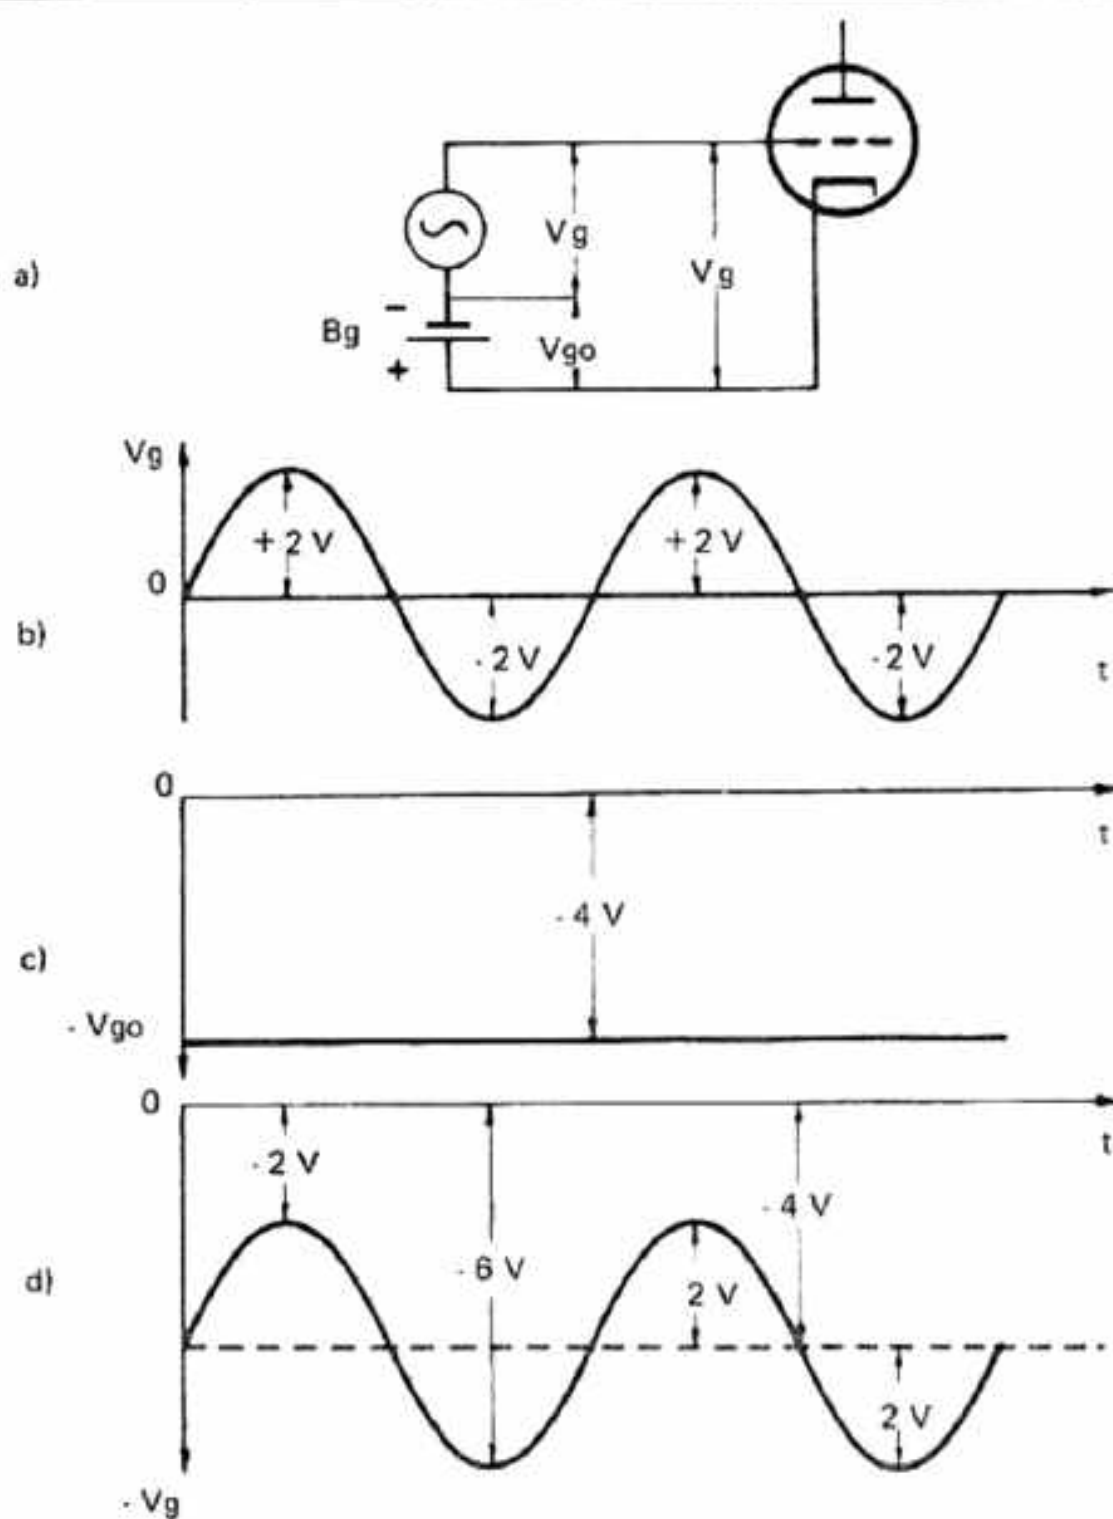 a)
Vg
Vg
-
Bg
Vgo
+
Vg
+ 2 V
+ 2 V
0
b)
- 2 V
- 2 V
t
0
t
- 4 V
c)
- Vgo
0
t
- 2 V
- 4 V
- 6 V
d)
2 V
2 V
- Vg